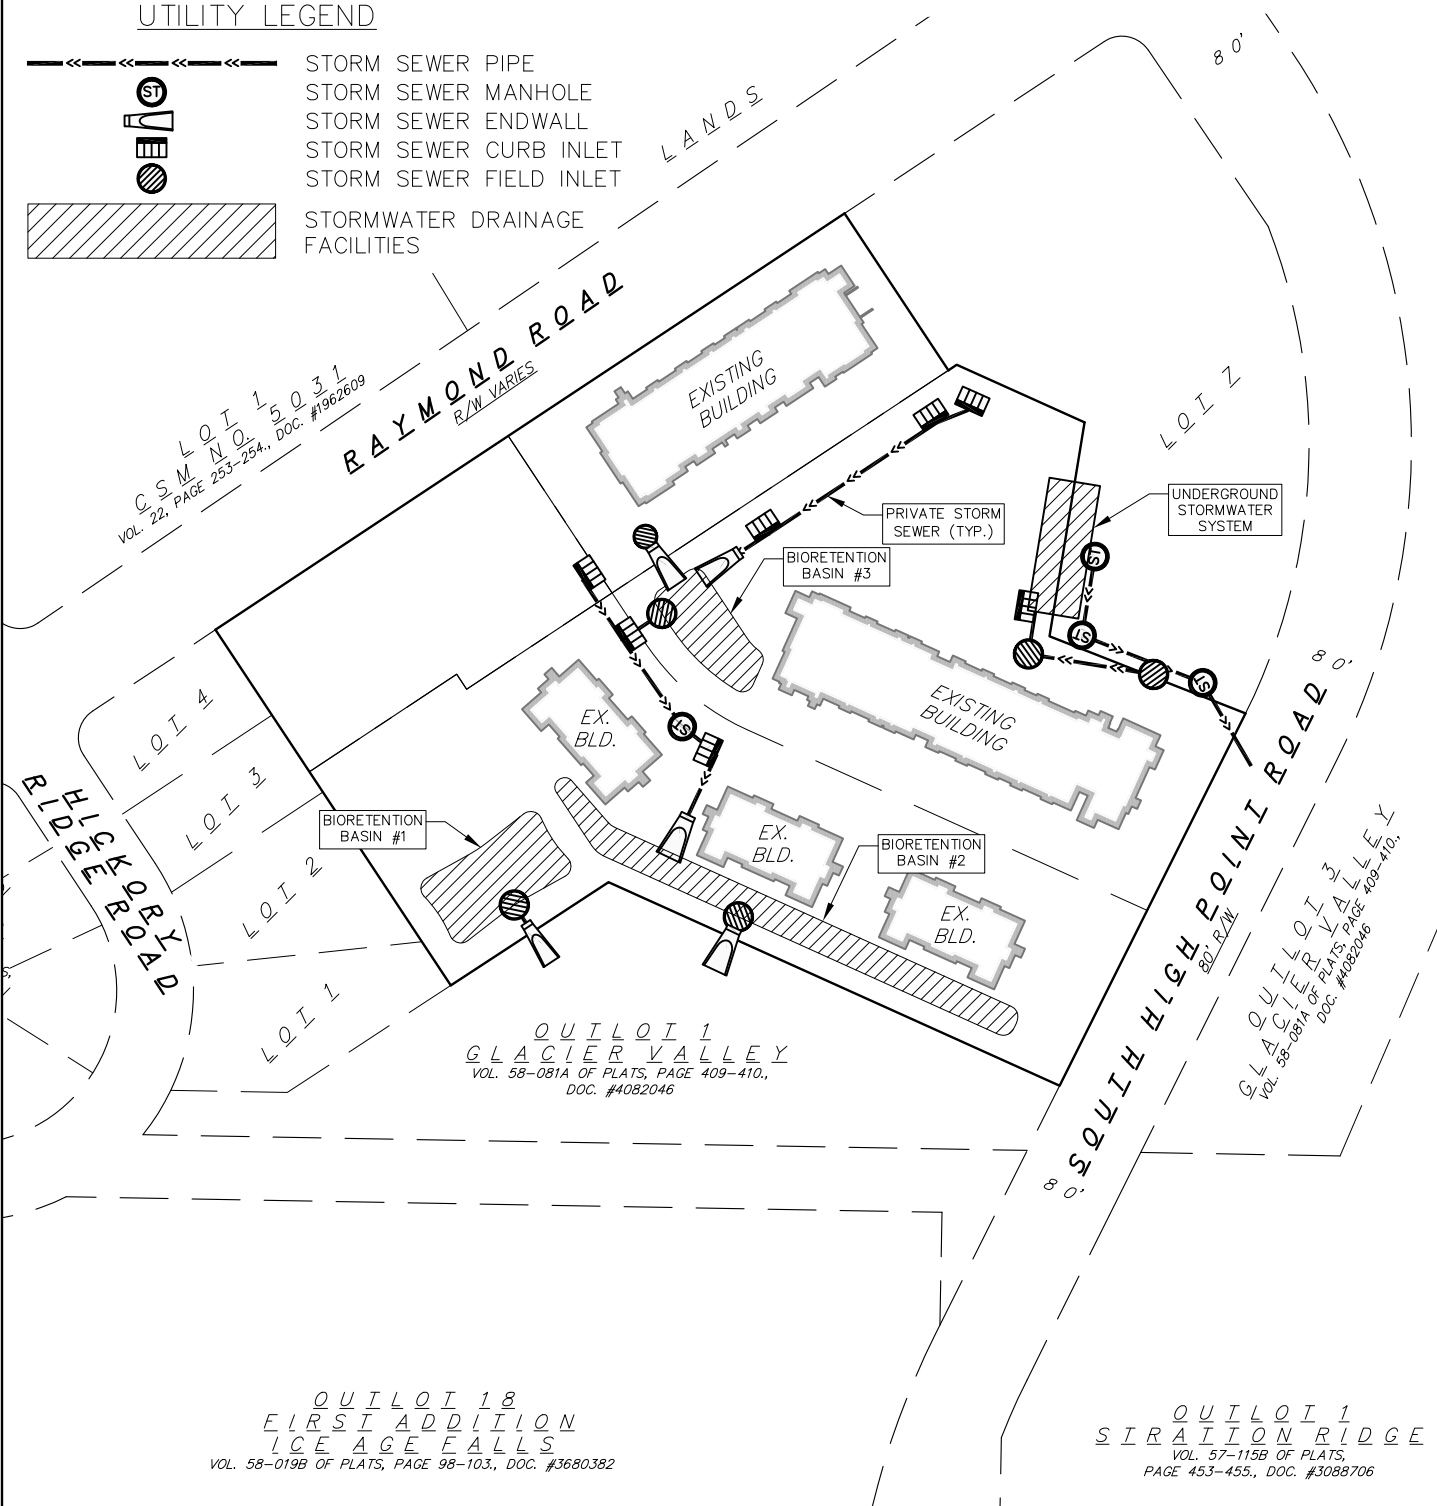 UTILITY LEGEND
STORM SEWER PIPE
ST
STORM SEWER MANHOLE
STORM SEWER ENDWALL
STORM SEWER CURB INLET
STORM SEWER FIELD INLET
STORMWATER DRAINAGE
FACILITIES
LANDS
80'
LOT 1
CSM NO. 5031
VOL. 22, PAGE 253-254., DOC. #1962609
RAYMOND ROAD
R/W VARIES
EXISTING
BUILDING
LOT 7
UNDERGROUND
STORMWATER
SYSTEM
PRIVATE STORM
SEWER (TYP.)
BIORETENTION
BASIN #3
ST
ST
ST
ST
EXISTING
BUILDING
80'
EX.
BLD.
LOT 4
LOT 3
LOT 2
LOT 1
HICKORY
RIDGE ROAD
BIORETENTION
BASIN #1
EX.
BLD.
BIORETENTION
BASIN #2
EX.
BLD.
SOUTH HIGH POINT ROAD
80' R/W
80'
OUTLOT 3
GLACIER VALLEY
VOL. 58-081A OF PLATS, PAGE 409-410.,
DOC. #4082046
OUTLOT 1
GLACIER VALLEY
VOL. 58-081A OF PLATS, PAGE 409-410.,
DOC. #4082046
OUTLOT 18
FIRST ADDITION
ICE AGE FALLS
VOL. 58-019B OF PLATS, PAGE 98-103., DOC. #3680382
OUTLOT 1
STRATTON RIDGE
VOL. 57-115B OF PLATS,
PAGE 453-455., DOC. #3088706